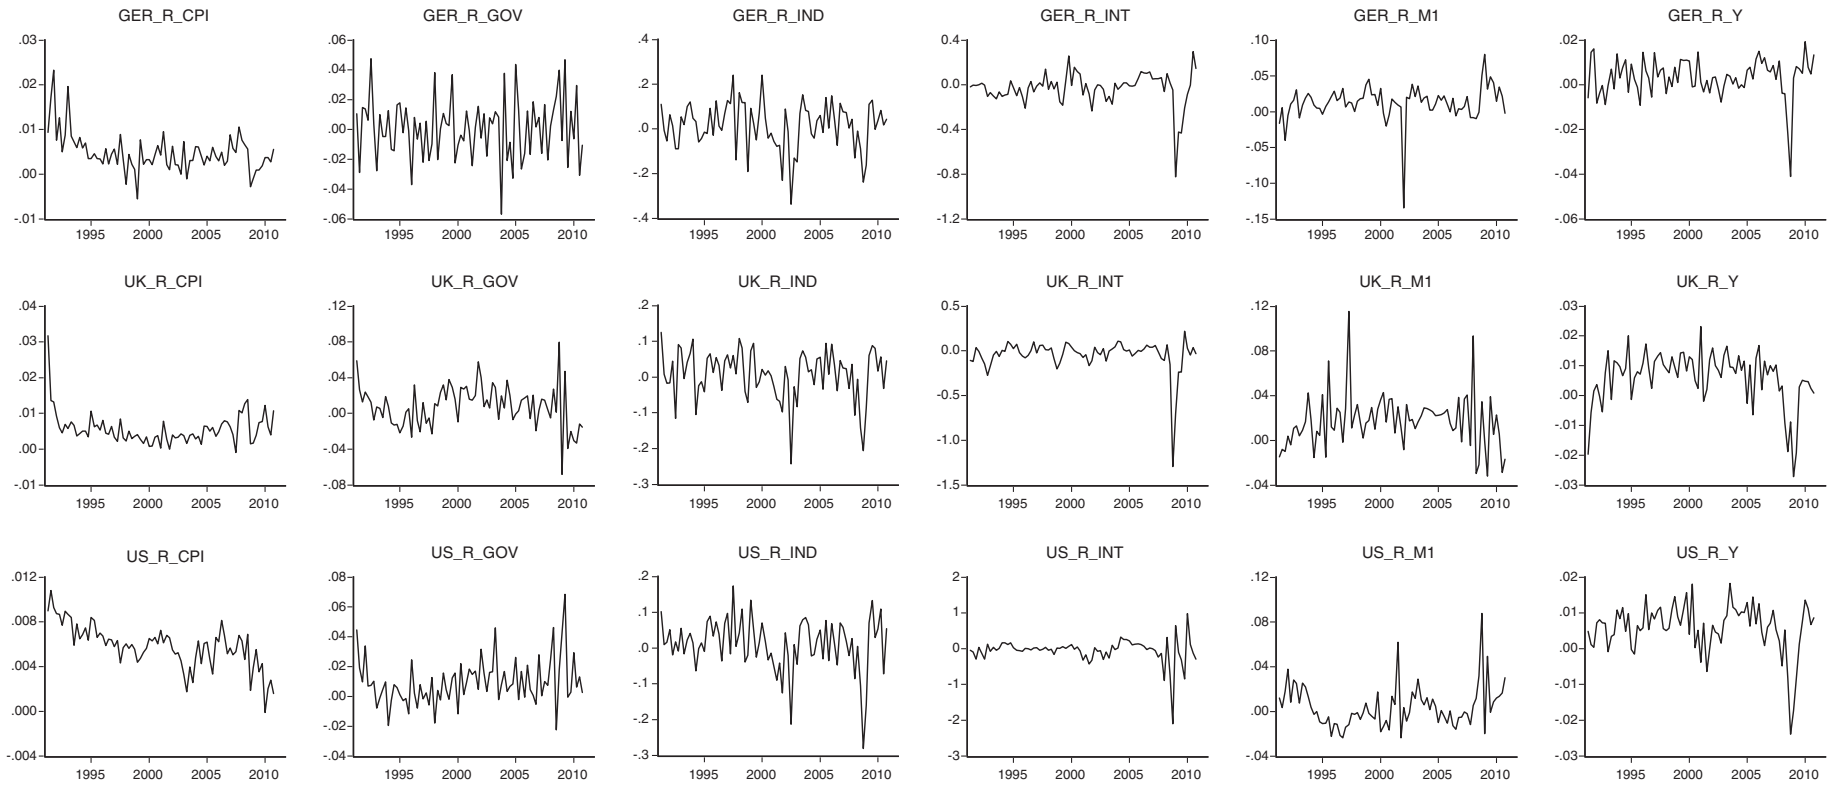 GER_R_CPI GER_R_GOV GER_R_IND GER_R_INT GER_R_M1 GER_R_Y
.03 .06 .4 0.4 .10 .02
.02 .04 .2 0.0 .05 .00
.01 .02 .0 -0.4 .00 -.02
.00 .00 -.2 -0.8 -.05 -.04
-.01 -.02 -.4 -1.2 -.10 -.06
-.04 -.15
-.06
1995 2000 2005 2010 1995 2000 2005 2010 1995 2000 2005 2010 1995 2000 2005 2010 1995 2000 2005 2010 1995 2000 2005 2010
UK_R_CPI UK_R_GOV UK_R_IND UK_R_INT UK_R_M1 UK_R_Y
.04 .12 .2 0.5 .12 .03
.03 .08 .1 0.0 .08 .02
.02 .04 .0 -0.5 .04 .01
.01 .00 -.1 -1.0 .00 .00
.00 -.04 -.2 -1.5 -.04 -.01
-.01 -.08 -.3 -.02
-.03
1995 2000 2005 2010 1995 2000 2005 2010 1995 2000 2005 2010 1995 2000 2005 2010 1995 2000 2005 2010 1995 2000 2005 2010
US_R_CPI US_R_GOV US_R_IND US_R_INT US_R_M1 US_R_Y
.012 .08 .2 2 .12 .02
.008 .06 .1 1 .08 .01
.004 .04 .0 0 .04 .00
.000 .02 -.1 -1 .00 -.01
-.004 .00 -.2 -2 -.04 -.02
-.02 -.3 -3 -.03
-.04
1995 2000 2005 2010 1995 2000 2005 2010 1995 2000 2005 2010 1995 2000 2005 2010 1995 2000 2005 2010 1995 2000 2005 2010